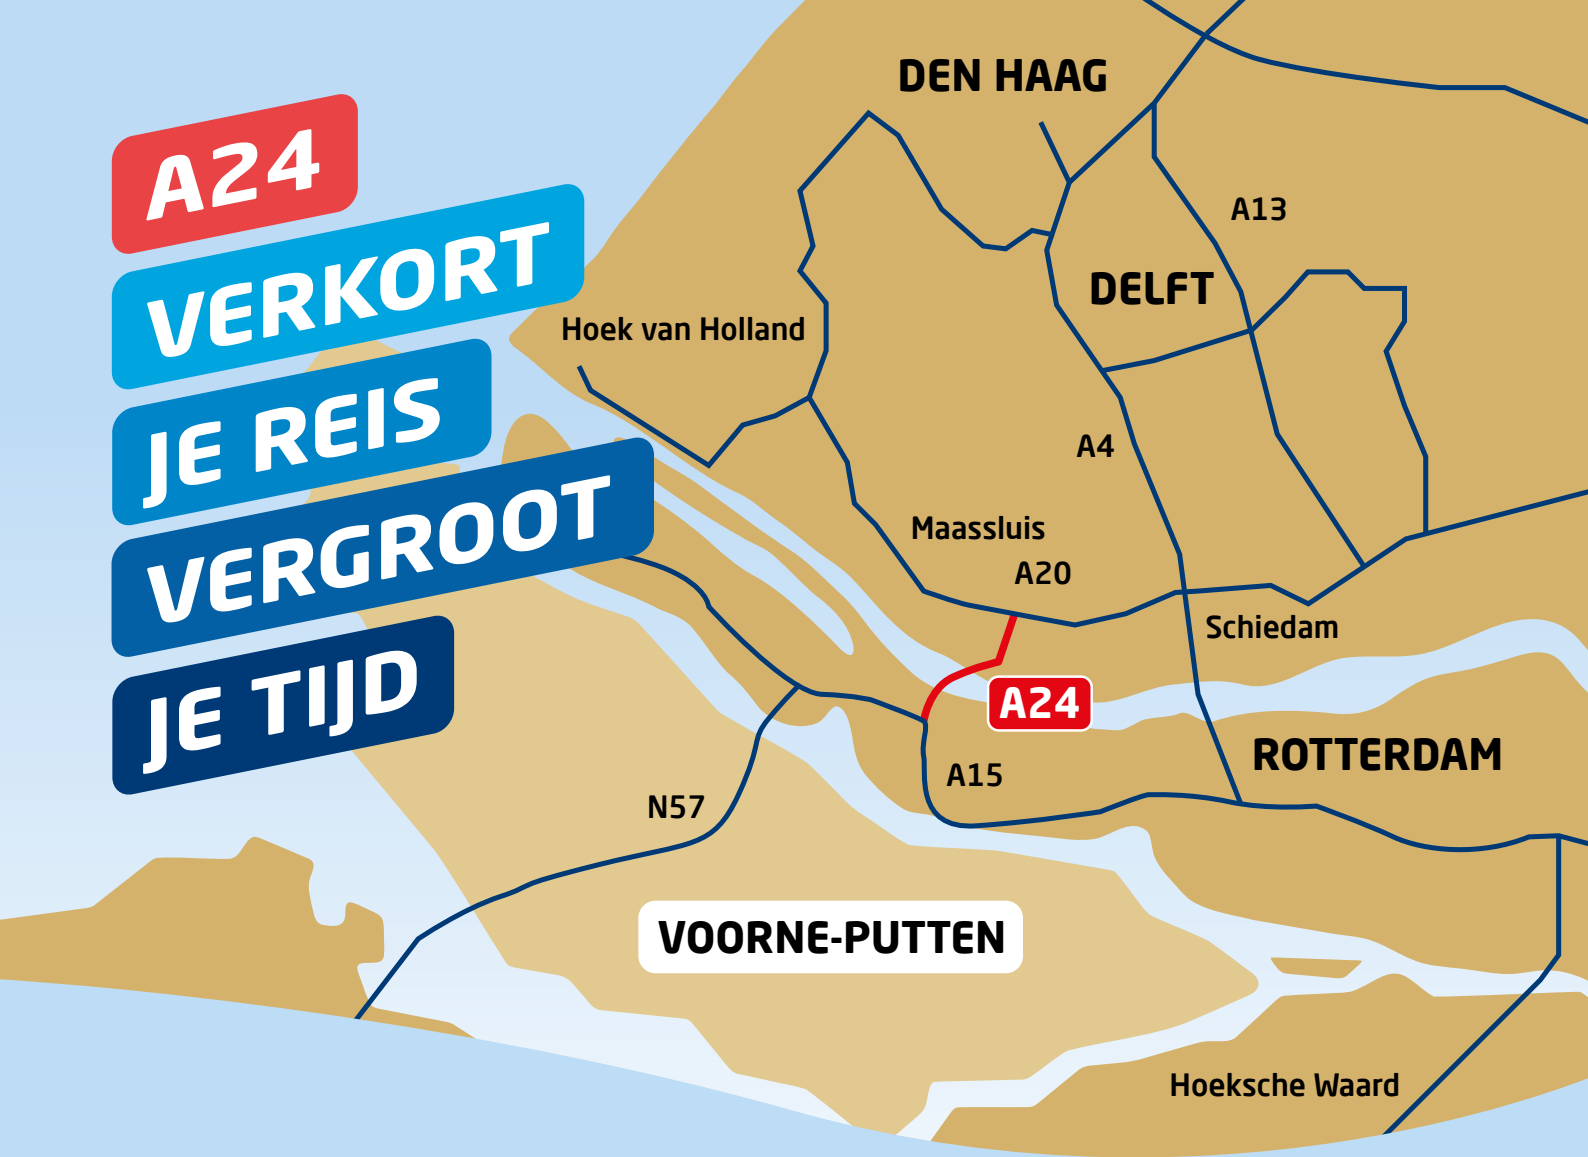 A24
VERKORT
JE REIS
VERGROOT
JE TIJD
DEN HAAG
A13
DELFT
Hoek van Holland
A4
Maassluis
A20
Schiedam
A24
ROTTERDAM
A15
N57
VOORNE-PUTTEN
Hoeksche Waard